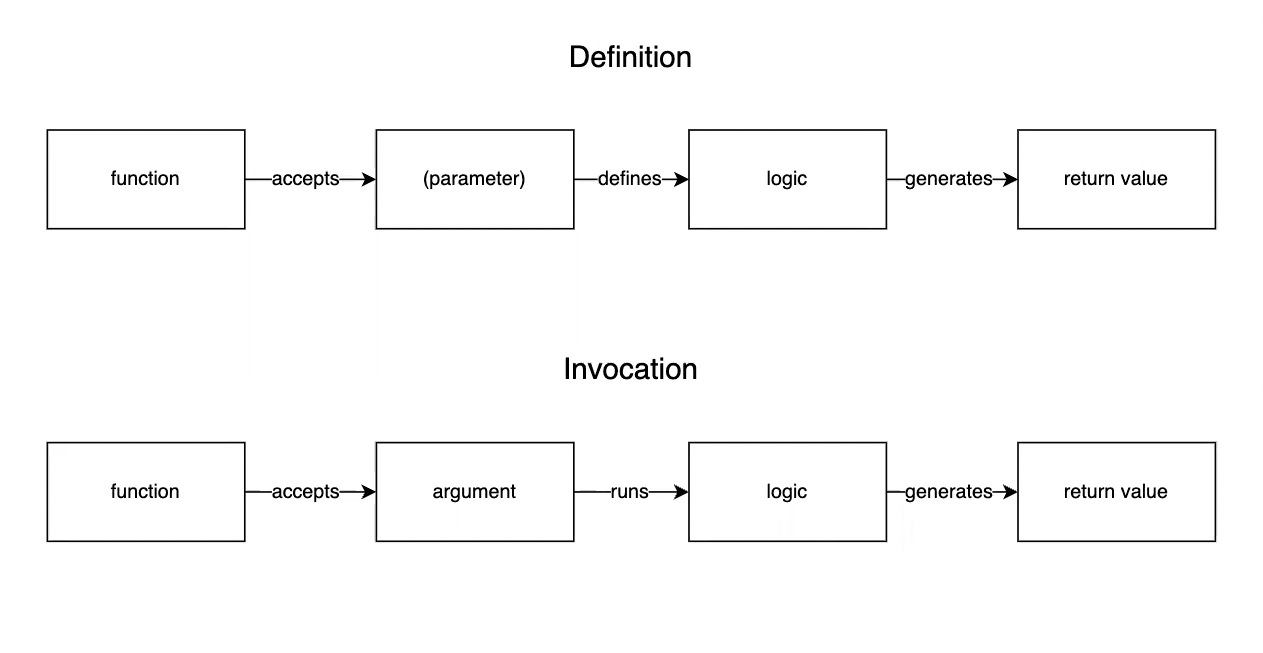 Definition
function accepts (parameter) defines logic generates return value
Invocation
function accepts argument runs logic generates return value